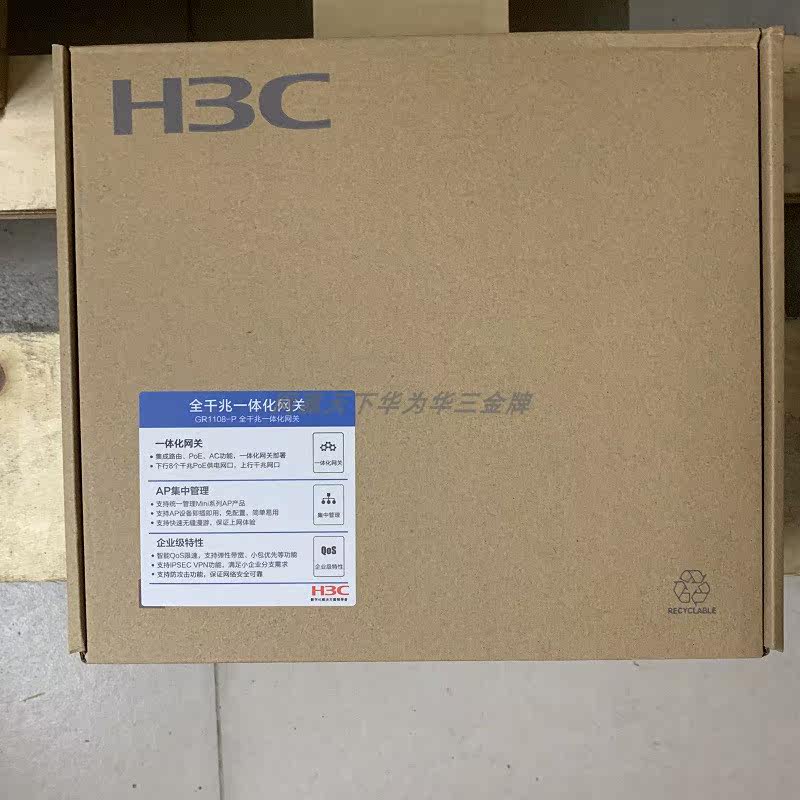 H3C
全千兆一体化网关
天下华为华三金牌
GR1108-P 全千兆一体化网关
一体化网关
• 集成路由、PoE、AC功能，一体化网关部署
• 下行8个千兆PoE供电网口，上行千兆网口
一体化网关
AP集中管理
• 支持统一管理Mini系列AP产品
• 支持AP设备即插即用、免配置，简单易用
• 支持快速无缝漫游，保证上网体验
集中管理
企业级特性
• 智能QoS限速，支持弹性带宽、小包优先等功能
• 支持IPSEC VPN功能，满足小企业分支需求
• 支持防攻击功能，保证网络安全可靠
QoS
企业级特性
H3C
数字化解决方案领导者
RECYCLABLE